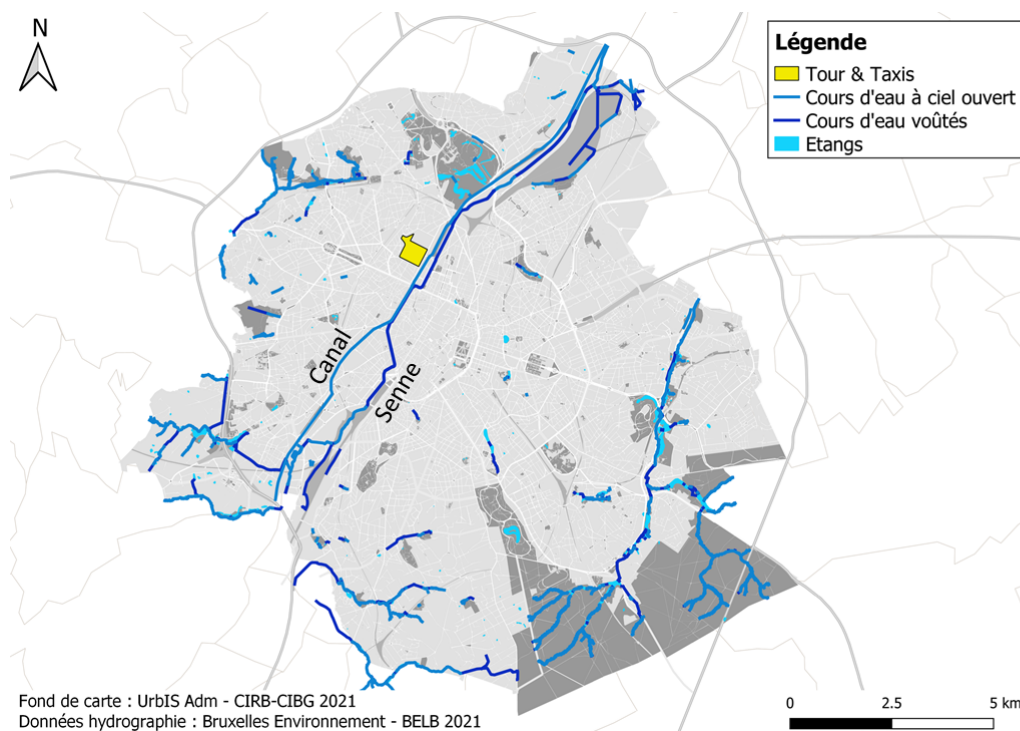 N
Légende
Tour & Taxis
Cours d'eau à ciel ouvert
Cours d'eau voûtés
Etangs
Canal
Senne
Fond de carte : UrbIS Adm - CIRB-CIBG 2021
Données hydrographie : Bruxelles Environnement - BELB 2021
0 2.5 5 km